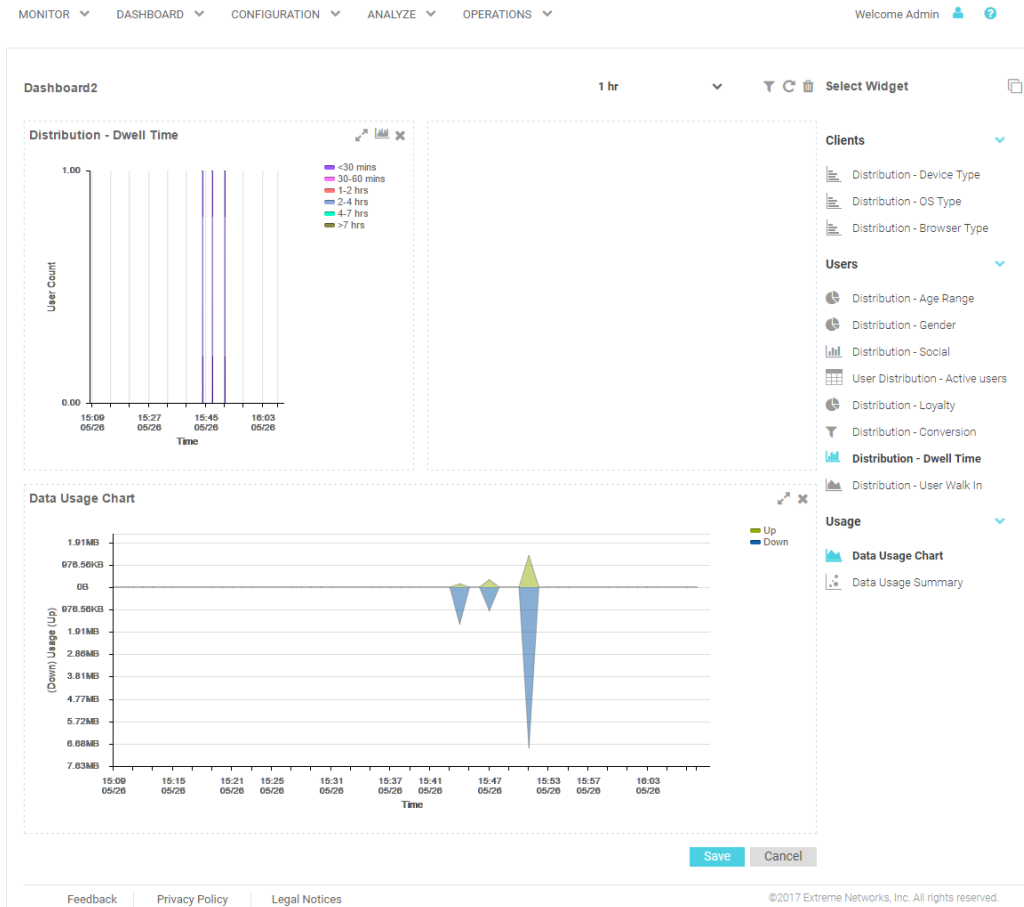 MONITOR DASHBOARD CONFIGURATION ANALYZE OPERATIONS Welcome Admin
Dashboard2 1 hr Select Widget
Distribution - Dwell Time
1.00
0.00
User Count
<30 mins
30-60 mins
1-2 hrs
2-4 hrs
4-7 hrs
>7 hrs
15:09 15:27 15:45 16:03
05/26 05/26 05/26 05/26
Time
Clients
Distribution - Device Type
Distribution - OS Type
Distribution - Browser Type
Users
Distribution - Age Range
Distribution - Gender
Distribution - Social
User Distribution - Active users
Distribution - Loyalty
Distribution - Conversion
Distribution - Dwell Time
Distribution - User Walk In
Usage
Data Usage Chart
Data Usage Summary
Data Usage Chart
Up
Down
1.91MB
976.56KB
0B
976.56KB
1.91MB
2.86MB
3.81MB
4.77MB
5.72MB
6.68MB
7.63MB
(Down) Usage (Up)
15:09 15:15 15:21 15:25 15:31 15:37 15:41 15:47 15:53 15:57 16:03
05/26 05/26 05/26 05/26 05/26 05/26 05/26 05/26 05/26 05/26 05/26
Time
Save Cancel
Feedback Privacy Policy Legal Notices ©2017 Extreme Networks, Inc. All rights reserved.